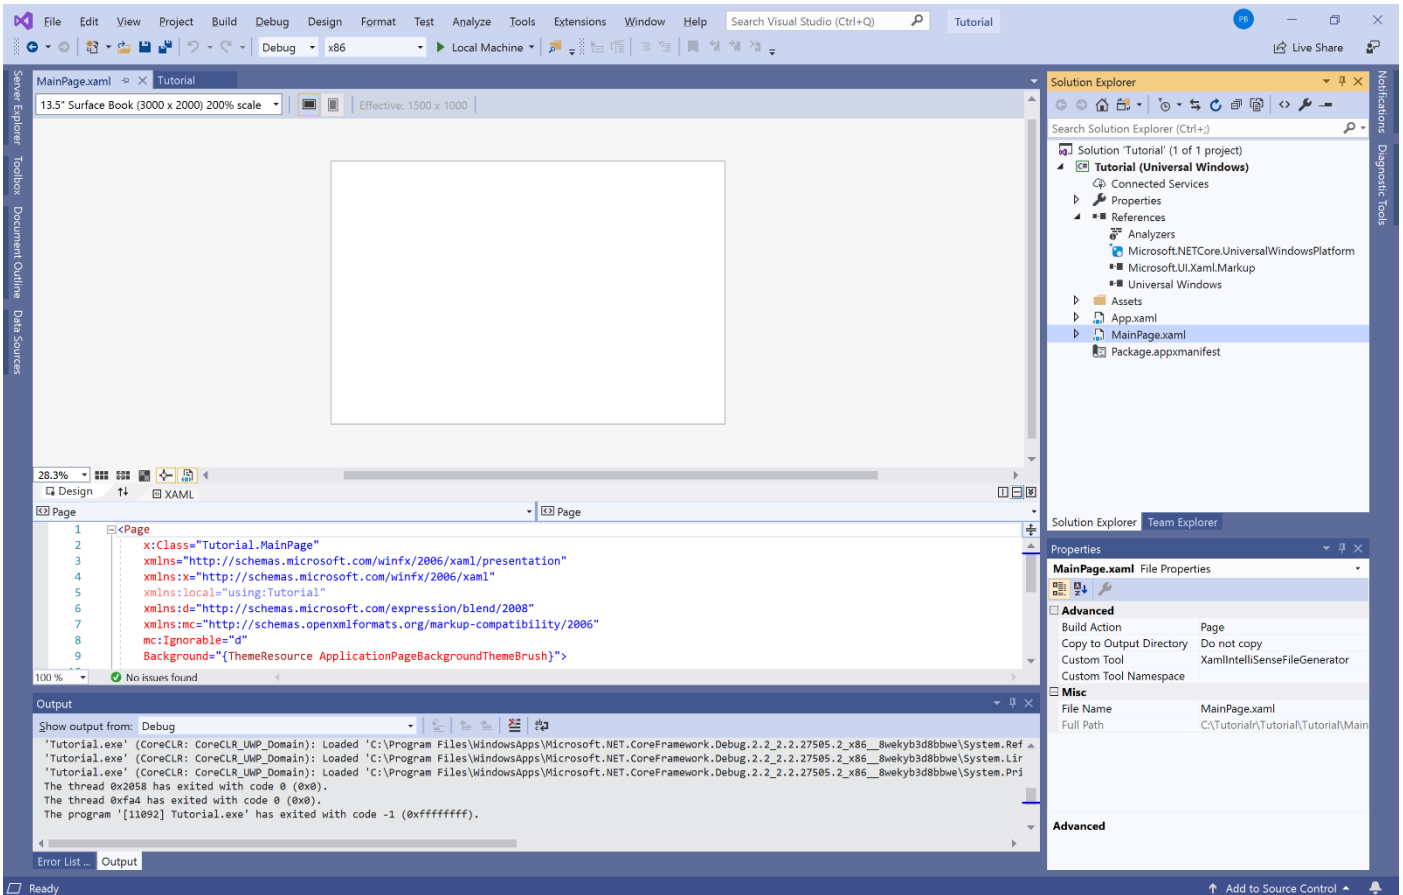 File Edit View Project Build Debug Design Format Test Analyze Tools Extensions Window Help Search Visual Studio (Ctrl+Q) Tutorial PB
Debug x86 Local Machine Live Share
Server Explorer
Toolbox
Document Outline
Data Sources
MainPage.xaml Tutorial
13.5" Surface Book (3000 x 2000) 200% scale Effective: 1500 x 1000
28.3%
Design XAML
Page Page
1 <Page
2 x:Class="Tutorial.MainPage"
3 xmlns="http://schemas.microsoft.com/winfx/2006/xaml/presentation"
4 xmlns:x="http://schemas.microsoft.com/winfx/2006/xaml"
5 xmlns:local="using:Tutorial"
6 xmlns:d="http://schemas.microsoft.com/expression/blend/2008"
7 xmlns:mc="http://schemas.openxmlformats.org/markup-compatibility/2006"
8 mc:Ignorable="d"
9 Background="{ThemeResource ApplicationPageBackgroundThemeBrush}">
100 % No issues found
Output
Show output from: Debug
'Tutorial.exe' (CoreCLR: CoreCLR_UWP_Domain): Loaded 'C:\Program Files\WindowsApps\Microsoft.NET.CoreFramework.Debug.2.2_2.2.27505.2_x86__8wekyb3d8bbwe\System.Ref
'Tutorial.exe' (CoreCLR: CoreCLR_UWP_Domain): Loaded 'C:\Program Files\WindowsApps\Microsoft.NET.CoreFramework.Debug.2.2_2.2.27505.2_x86__8wekyb3d8bbwe\System.Lir
'Tutorial.exe' (CoreCLR: CoreCLR_UWP_Domain): Loaded 'C:\Program Files\WindowsApps\Microsoft.NET.CoreFramework.Debug.2.2_2.2.27505.2_x86__8wekyb3d8bbwe\System.Pri
The thread 0x2058 has exited with code 0 (0x0).
The thread 0xfa4 has exited with code 0 (0x0).
The program '[11092] Tutorial.exe' has exited with code -1 (0xffffffff).
Error List ... Output
Solution Explorer
Search Solution Explorer (Ctrl+;)
Solution 'Tutorial' (1 of 1 project)
C# Tutorial (Universal Windows)
Connected Services
Properties
References
Analyzers
Microsoft.NETCore.UniversalWindowsPlatform
Microsoft.UI.Xaml.Markup
Universal Windows
Assets
App.xaml
MainPage.xaml
Package.appxmanifest
Solution Explorer Team Explorer
Properties
MainPage.xaml File Properties
Advanced
Build Action Page
Copy to Output Directory Do not copy
Custom Tool XamlIntelliSenseFileGenerator
Custom Tool Namespace
Misc
File Name MainPage.xaml
Full Path C:\Tutorialr\Tutorial\Tutorial\Main
Advanced
Notifications
Diagnostic Tools
Ready Add to Source Control